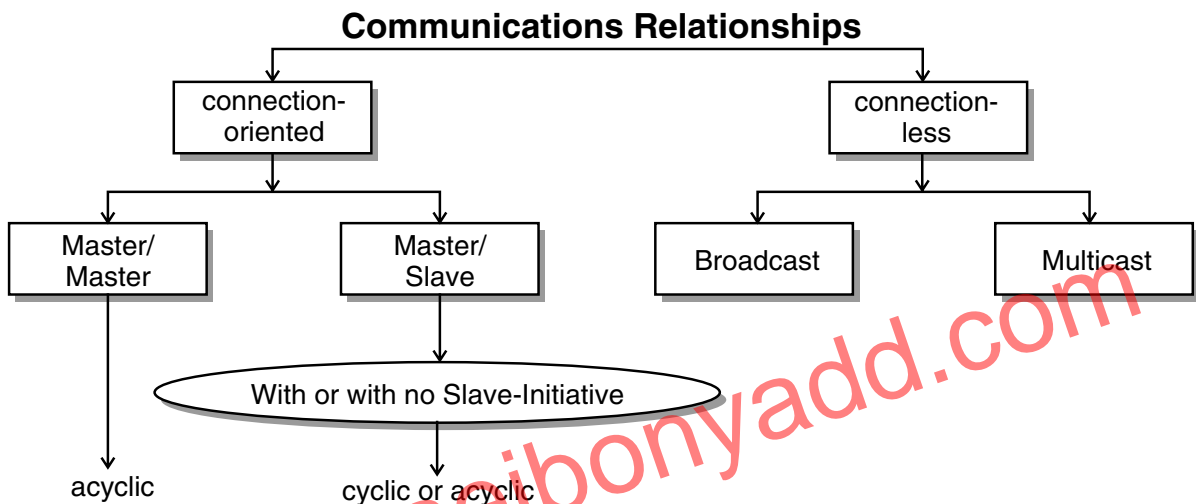 Communications Relationships
connection-
oriented
connection-
less
Master/
Master
Master/
Slave
Broadcast
Multicast
With or with no Slave-Initiative
acyclic
cyclic or acyclic